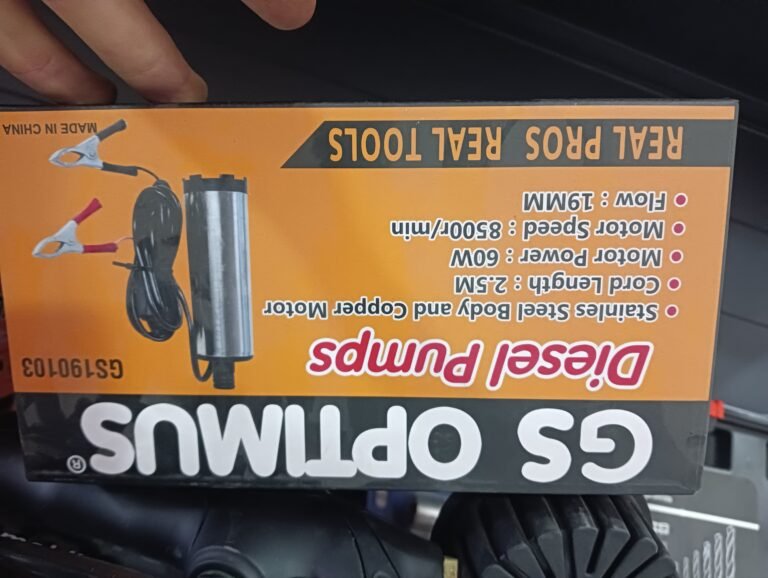 GS OPTIMUS®
Diesel Pumps
GS190103
• Stainles Steel Body and Copper Motor
• Cord Length : 2.5M
• Motor Power : 60W
• Motor Speed : 8500r/min
• Flow : 19MM
REAL PROS REAL TOOLS
MADE IN CHINA